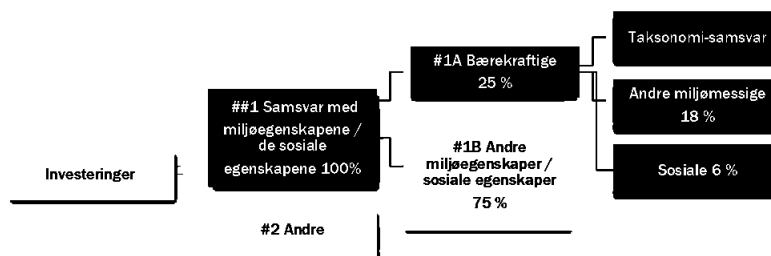 Investeringer
##1 Samsvar med
miljøegenskapene /
de sosiale
egenskapene 100%
#2 Andre
#1A Bærekraftige
25 %
#1B Andre
miljøegenskaper /
sosiale egenskaper
75 %
Taksonomi-samsvar
Andre miljømessige
18 %
Sosiale 6 %